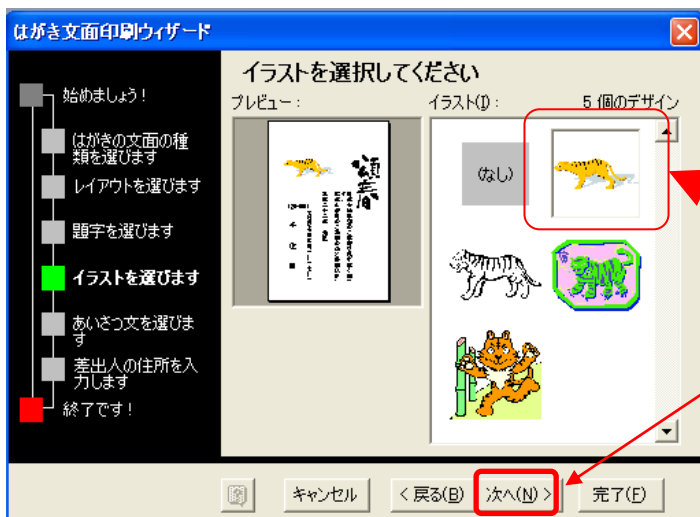 はがき文面印刷ウィザード
始めましょう!
はがきの文面の種
類を選びます
レイアウトを選びます
題字を選びます
イラストを選びます
あいさつ文を選びま
す
差出人の住所を入
力します
終了です!
イラストを選択してください
プレビュー:
イラスト(I):
5 個のデザイン
(なし)
頌春
キャンセル
< 戻る(B)
次へ(N) >
完了(F)